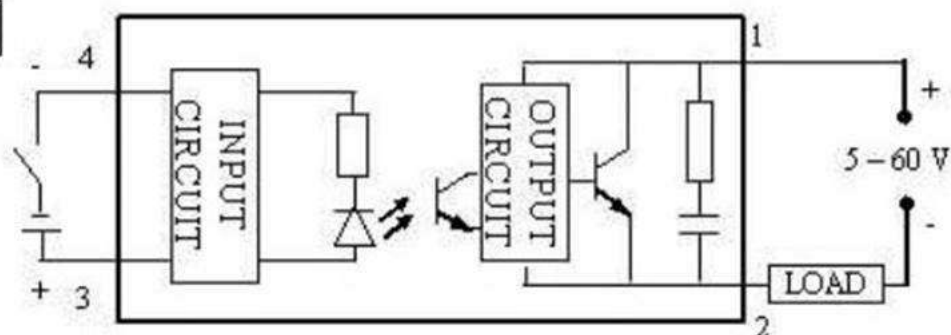 4
-
INPUT
CIRCUIT
+
3
OUTPUT
CIRCUIT
1
+
5 – 60 V
-
LOAD
2